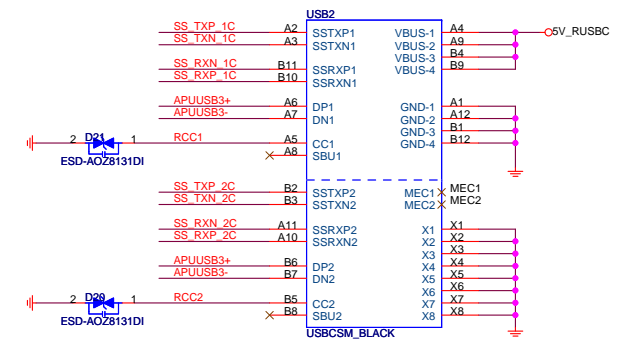 USB2
SS_TXP_1C A2 SSTXP1 VBUS-1 A4 5V_RUSBC
SS_TXN_1C A3 SSTXN1 VBUS-2 A9
VBUS-3 B4
SS_RXN_1C B11 SSRXP1 VBUS-4 B9
SS_RXP_1C B10 SSRXN1
APUUSB3+ A6 DP1 GND-1 A1
APUUSB3- A7 DN1 GND-2 A12
GND-3 B1
2 D21 1 RCC1 A5 CC1 GND-4 B12
A8 SBU1
ESD-AOZ8131DI
SS_TXP_2C B2 SSTXP2 MEC1 MEC1
SS_TXN_2C B3 SSTXN2 MEC2 MEC2
SS_RXN_2C A11 SSRXP2 X1 X1
SS_RXP_2C A10 SSRXN2 X2 X2
X3 X3
APUUSB3+ B6 DP2 X4 X4
APUUSB3- B7 DN2 X5 X5
X6 X6
2 D20 1 RCC2 B5 CC2 X7 X7
B8 SBU2 X8 X8
ESD-AOZ8131DI
USBCSM_BLACK